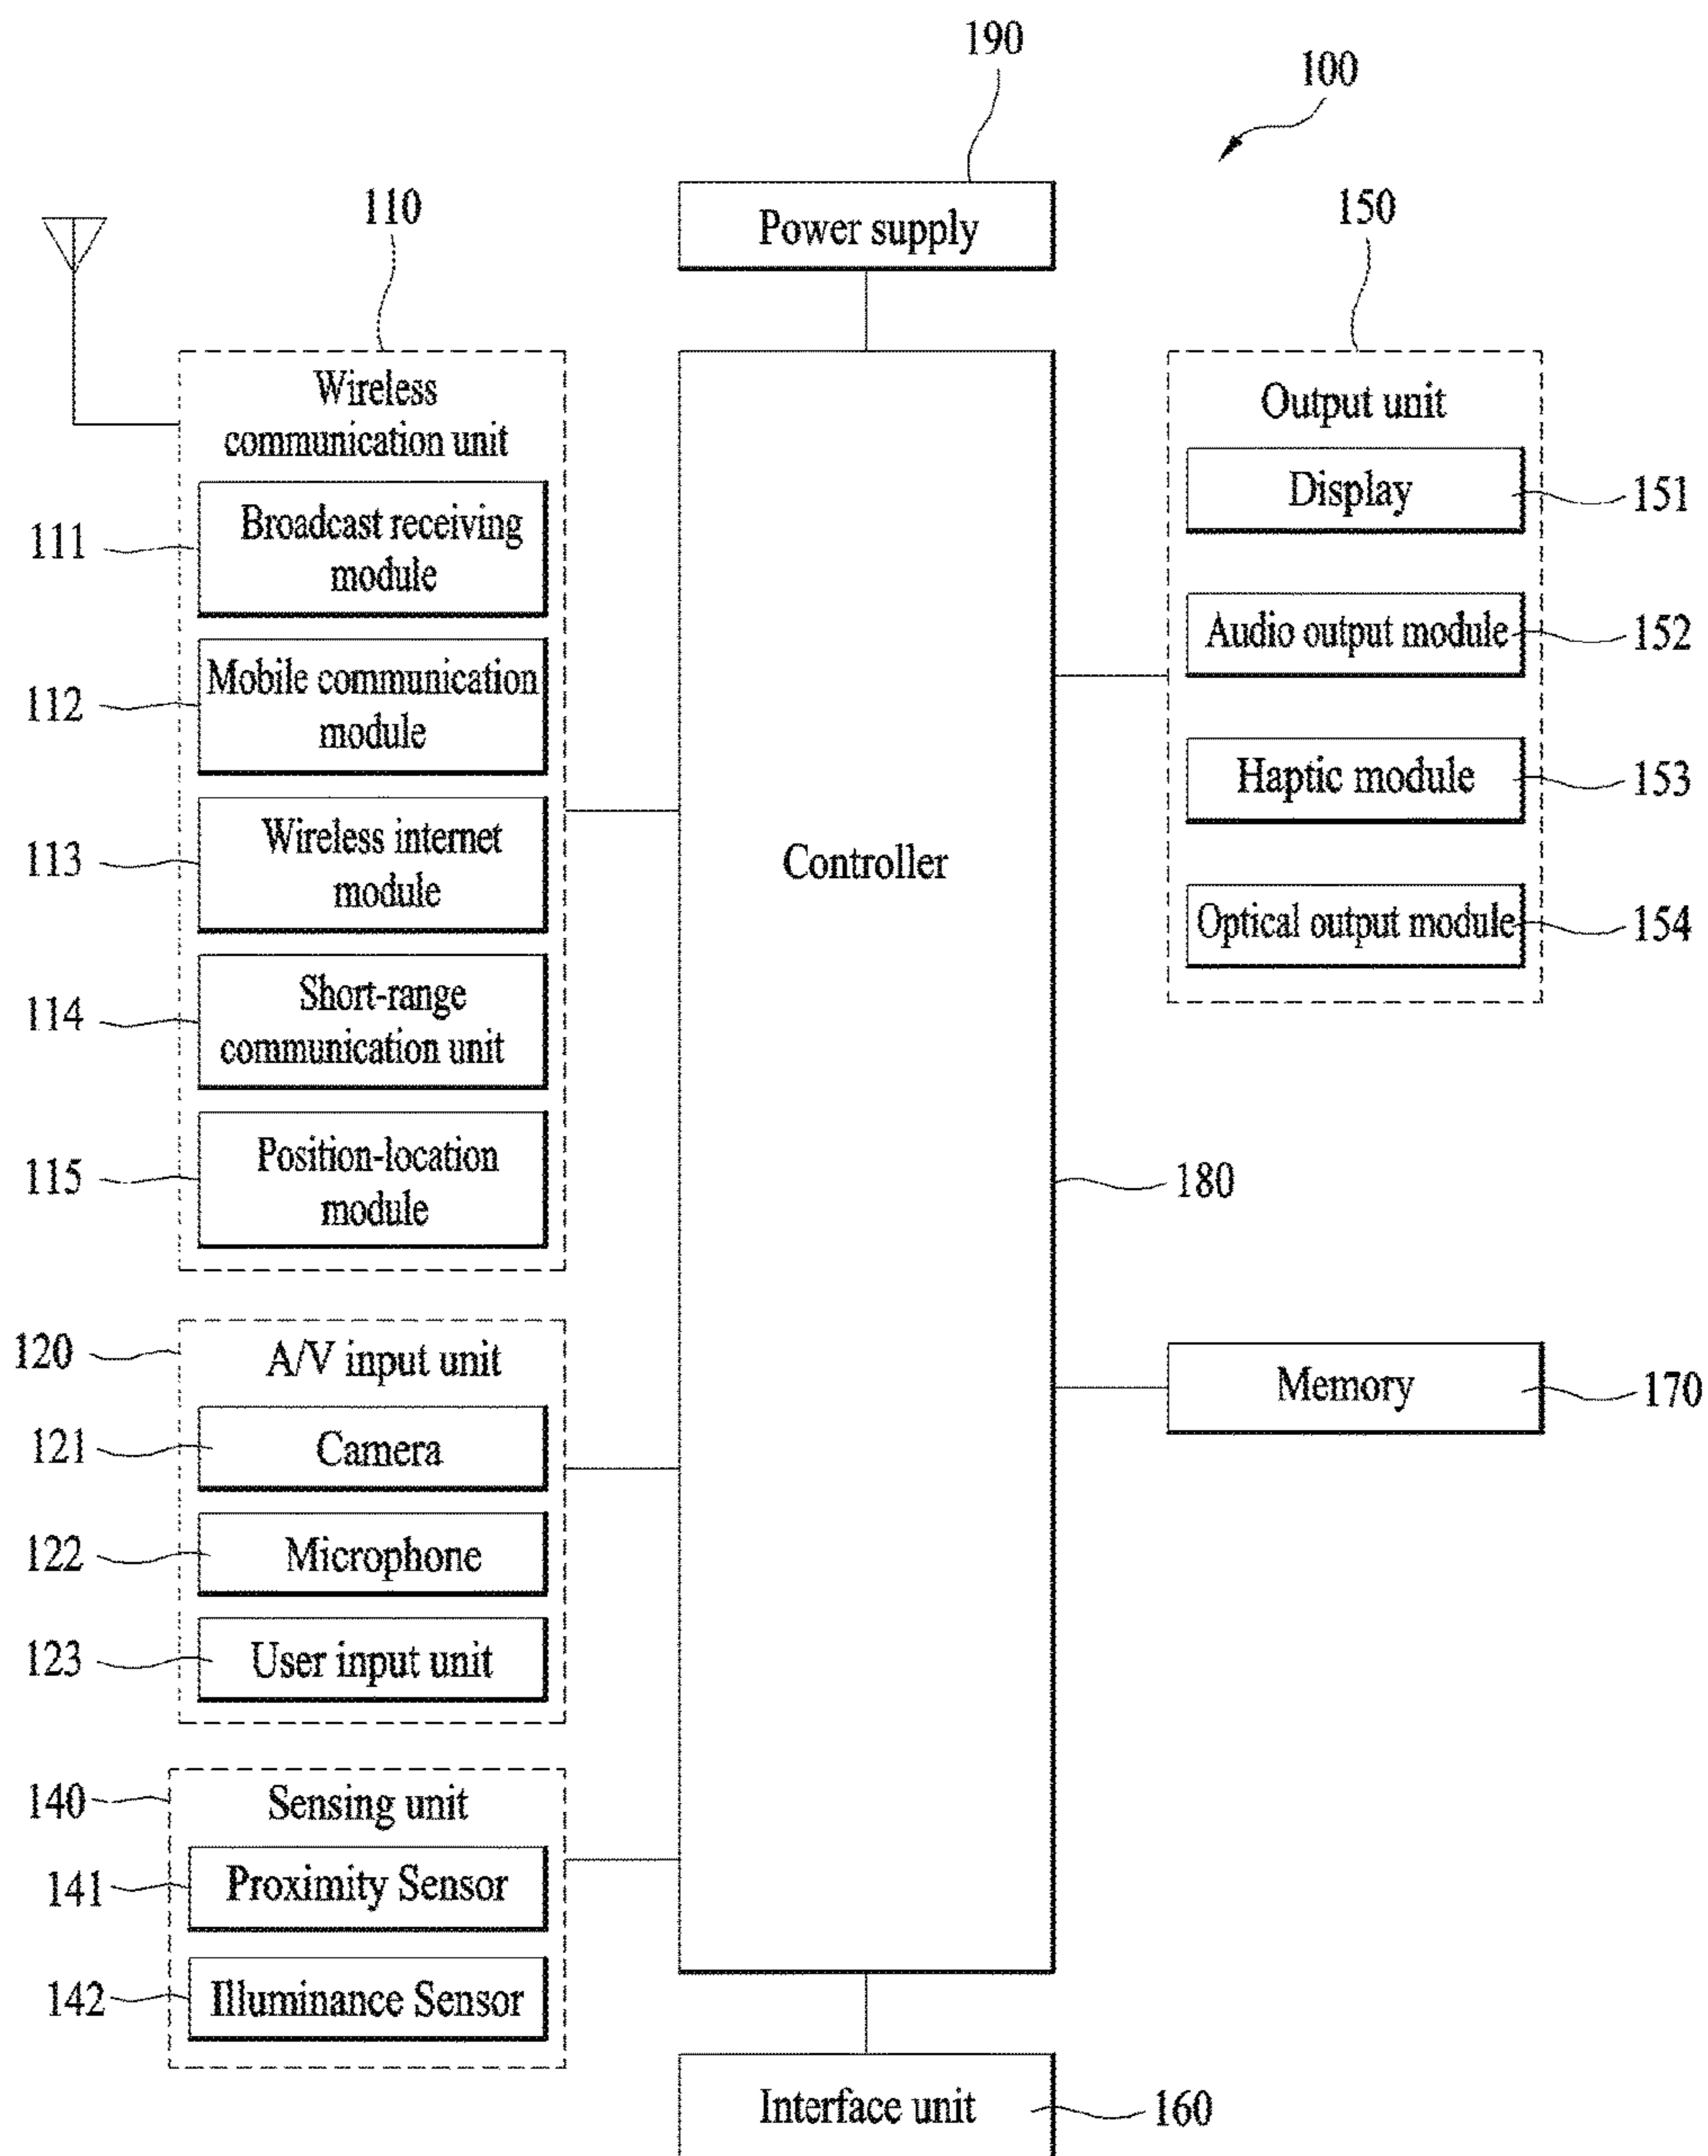 190
100
110
150
Power supply
Wireless
communication unit
111
Broadcast receiving
module
112
Mobile communication
module
113
Wireless internet
module
114
Short-range
communication unit
115
Position-location
module
120
A/V input unit
121
Camera
122
Microphone
123
User input unit
140
Sensing unit
141
Proximity Sensor
142
Illuminance Sensor
Controller
180
Output unit
Display
151
Audio output module
152
Haptic module
153
Optical output module
154
Memory
170
Interface unit
160